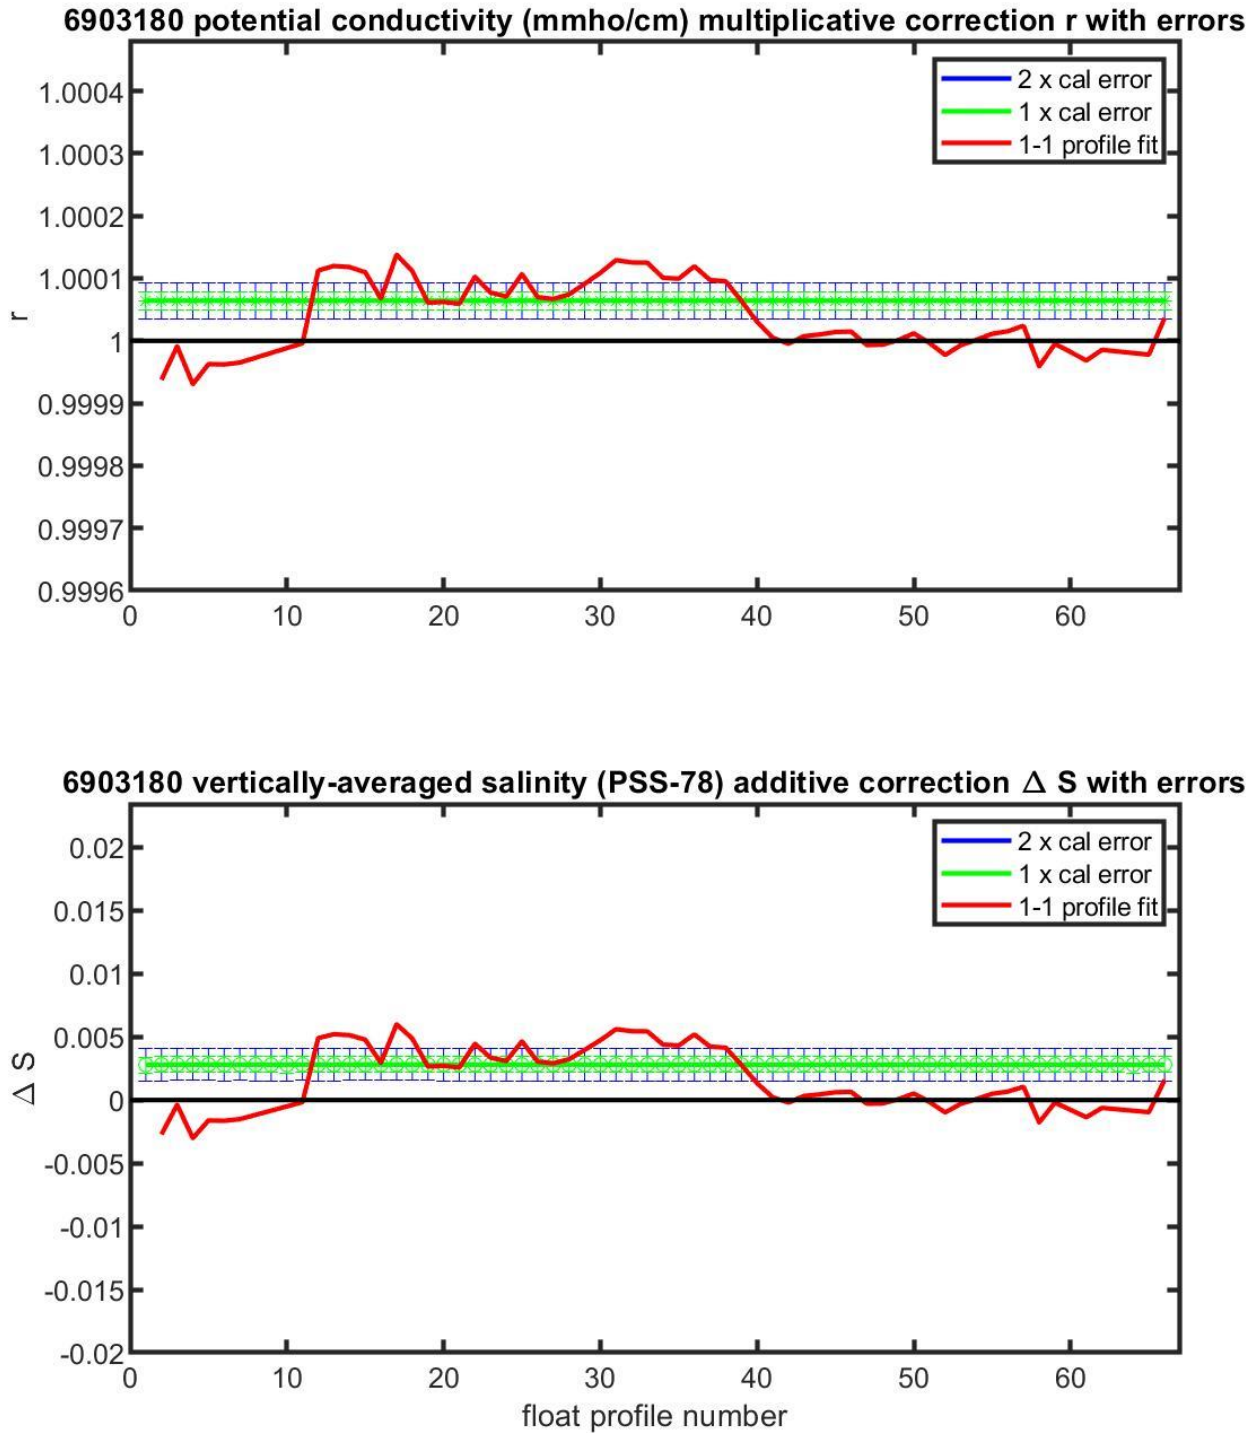 6903180 potential conductivity (mmho/cm) multiplicative correction r with errors
2 x cal error
1 x cal error
1-1 profile fit
1.0004
1.0003
1.0002
1.0001
1
0.9999
0.9998
0.9997
0.9996
r
0 10 20 30 40 50 60
6903180 vertically-averaged salinity (PSS-78) additive correction Δ S with errors
2 x cal error
1 x cal error
1-1 profile fit
0.02
0.015
0.01
0.005
0
-0.005
-0.01
-0.015
-0.02
Δ S
0 10 20 30 40 50 60
float profile number